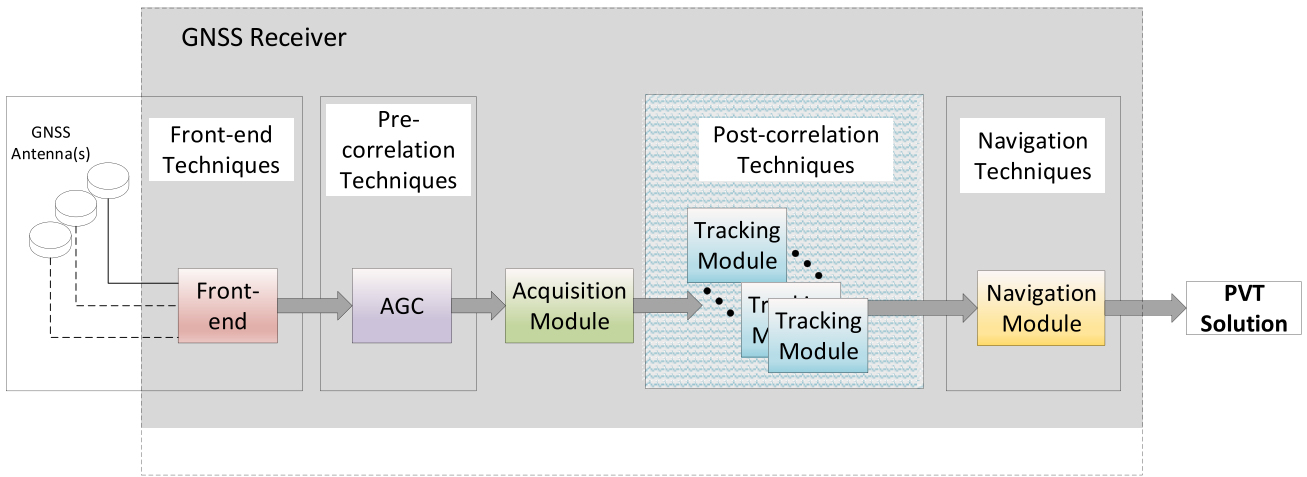 GNSS Receiver
GNSS
Antenna(s)
Front-end
Techniques
Pre-
correlation
Techniques
Post-correlation
Techniques
Navigation
Techniques
Front-
end
AGC
Acquisition
Module
Tracking
Module
Tracking
Module
Navigation
Module
PVT
Solution